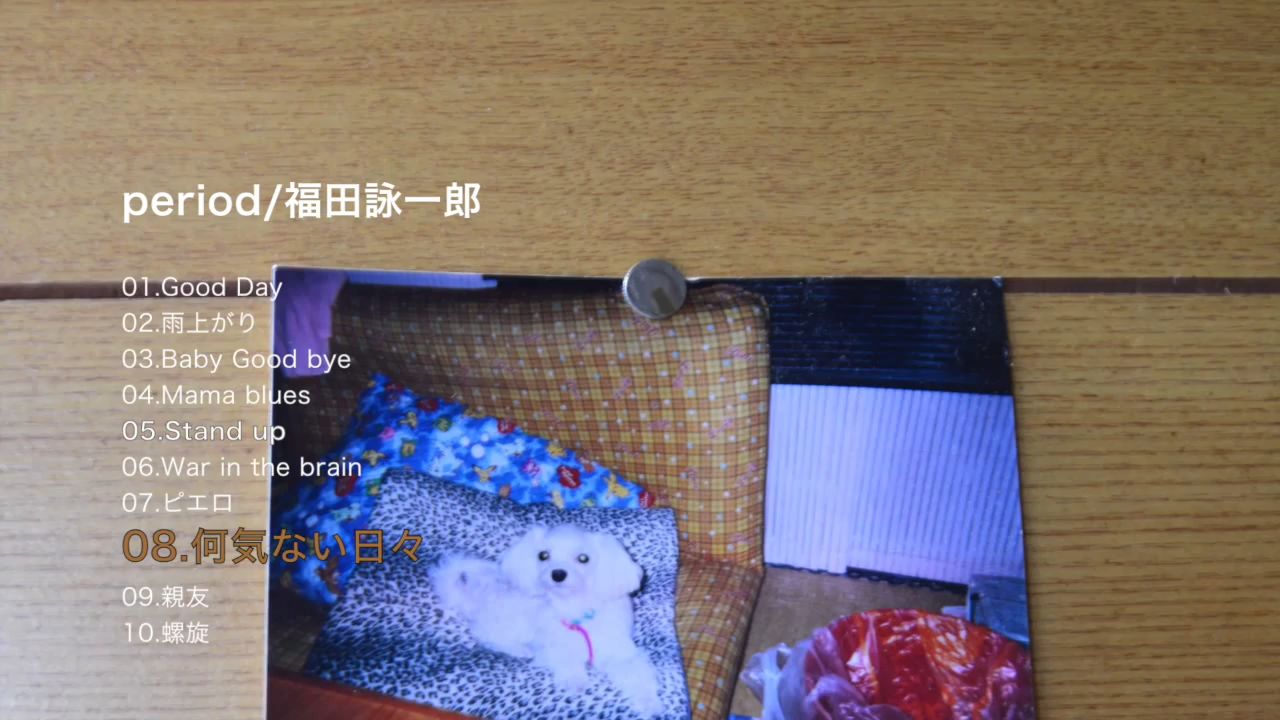 period/福田詠一郎
01.Good Day
02.雨上がり
03.Baby Good bye
04.Mama blues
05.Stand up
06.War in the brain
07.ピエロ
08.何気ない日々
09.親友
10.螺旋